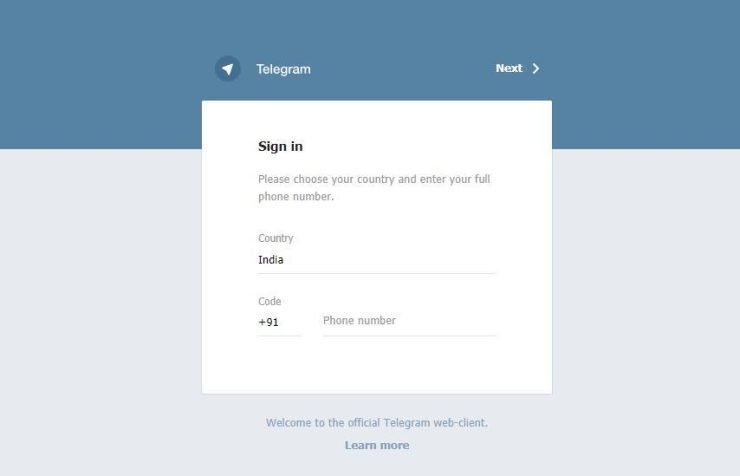 Telegram
Next
Sign in
Please choose your country and enter your full
phone number.
Country
India
Code
+91
Phone number
Welcome to the official Telegram web-client.
Learn more